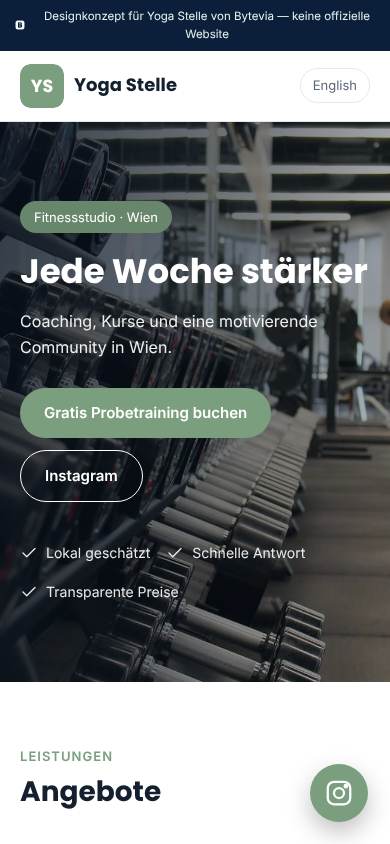 Designkonzept für Yoga Stelle von Bytevia — keine offizielle
Website
YS
Yoga Stelle
English
Fitnessstudio · Wien
Jede Woche stärker
Coaching, Kurse und eine motivierende
Community in Wien.
Gratis Probetraining buchen
Instagram
Lokal geschätzt
Schnelle Antwort
Transparente Preise
LEISTUNGEN
Angebote